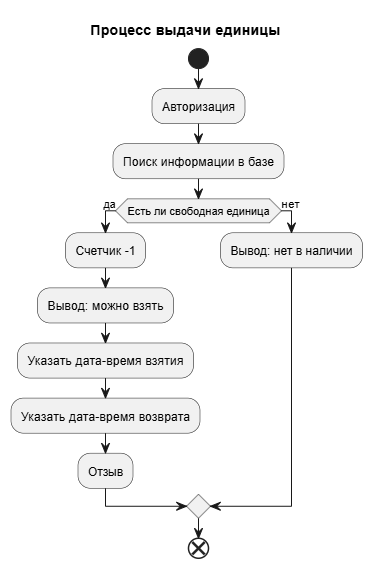 Процесс выдачи единицы
Авторизация
Поиск информации в базе
да
Есть ли свободная единица
нет
Счетчик -1
Вывод: нет в наличии
Вывод: можно взять
Указать дата-время взятия
Указать дата-время возврата
Отзыв